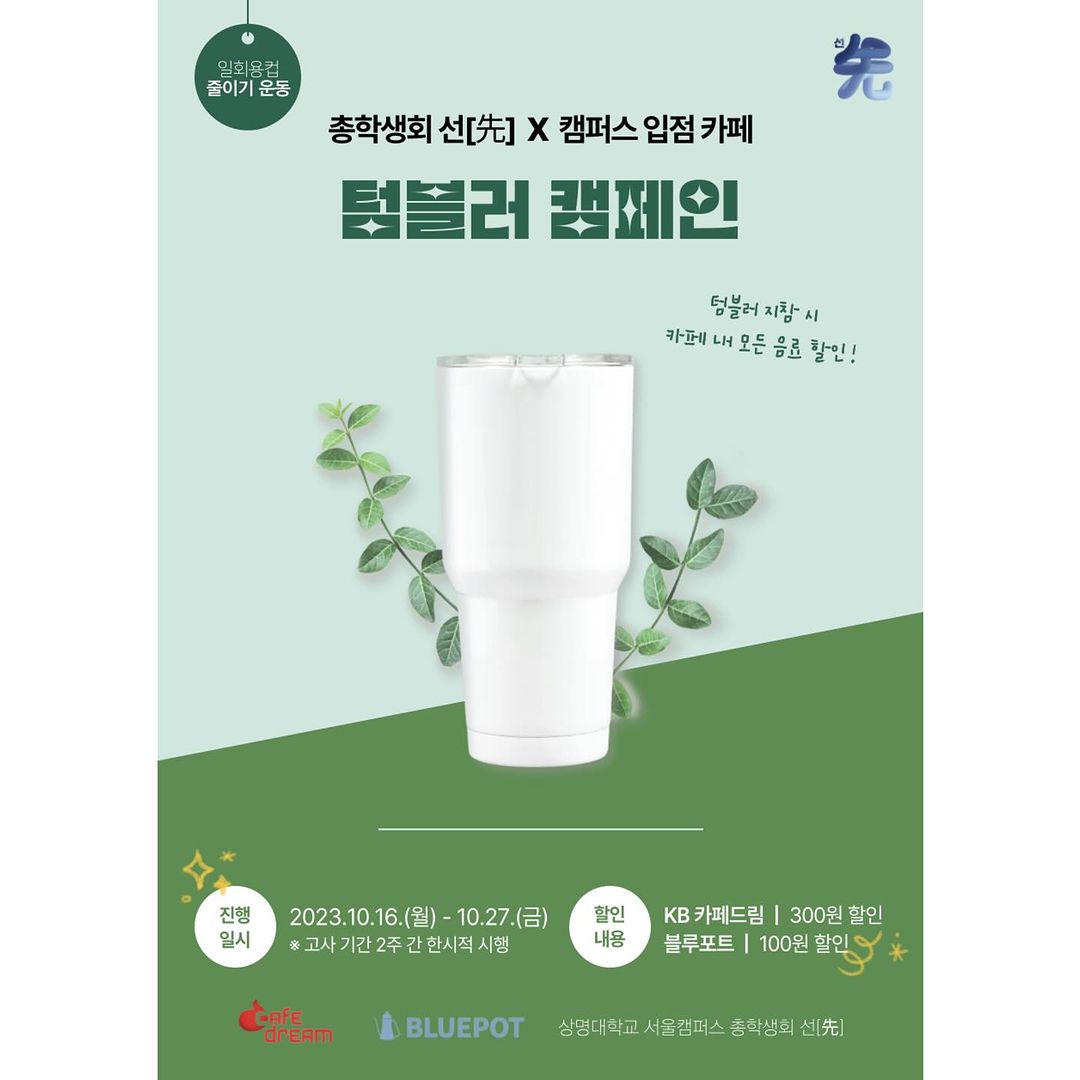 일회용컵
줄이기 운동
선
先
총학생회 선[先] X 캠퍼스 입점 카페
텀블러 캠페인
텀블러 지참 시
카페 내 모든 음료 할인!
진행
일시
2023.10.16.(월) - 10.27.(금)
※ 고사 기간 2주 간 한시적 시행
할인
내용
KB 카페드림 | 300원 할인
블루포트 | 100원 할인
CAFE
dREAM
BLUEPOT
상명대학교 서울캠퍼스 총학생회 선[先]